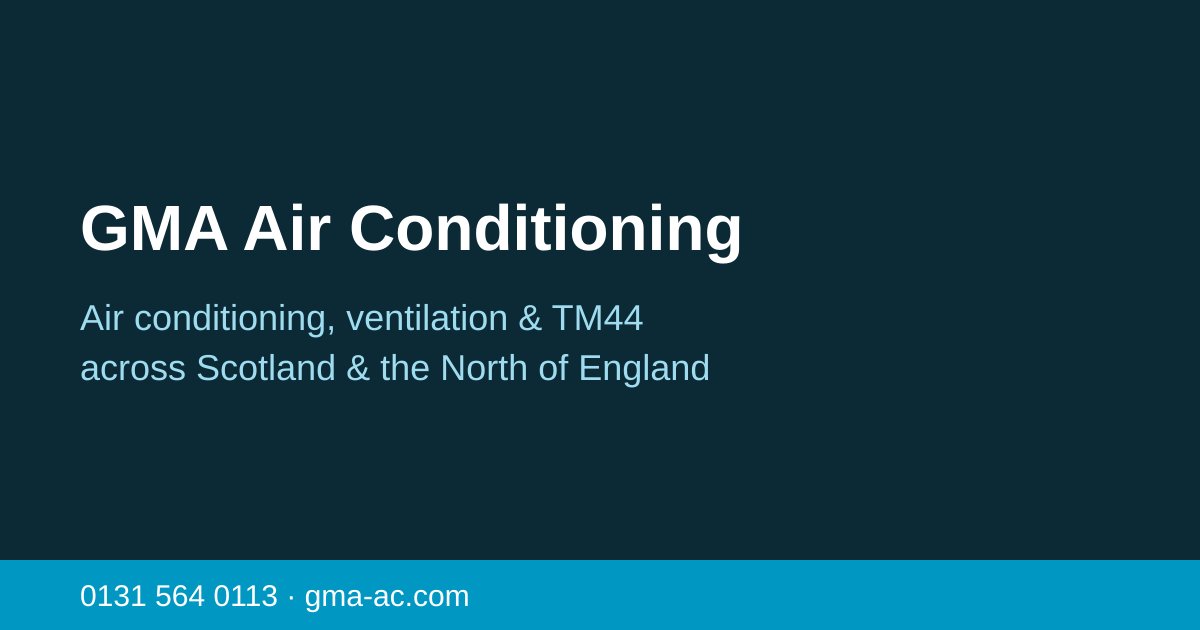 GMA Air Conditioning
Air conditioning, ventilation & TM44
across Scotland & the North of England
0131 564 0113 · gma-ac.com